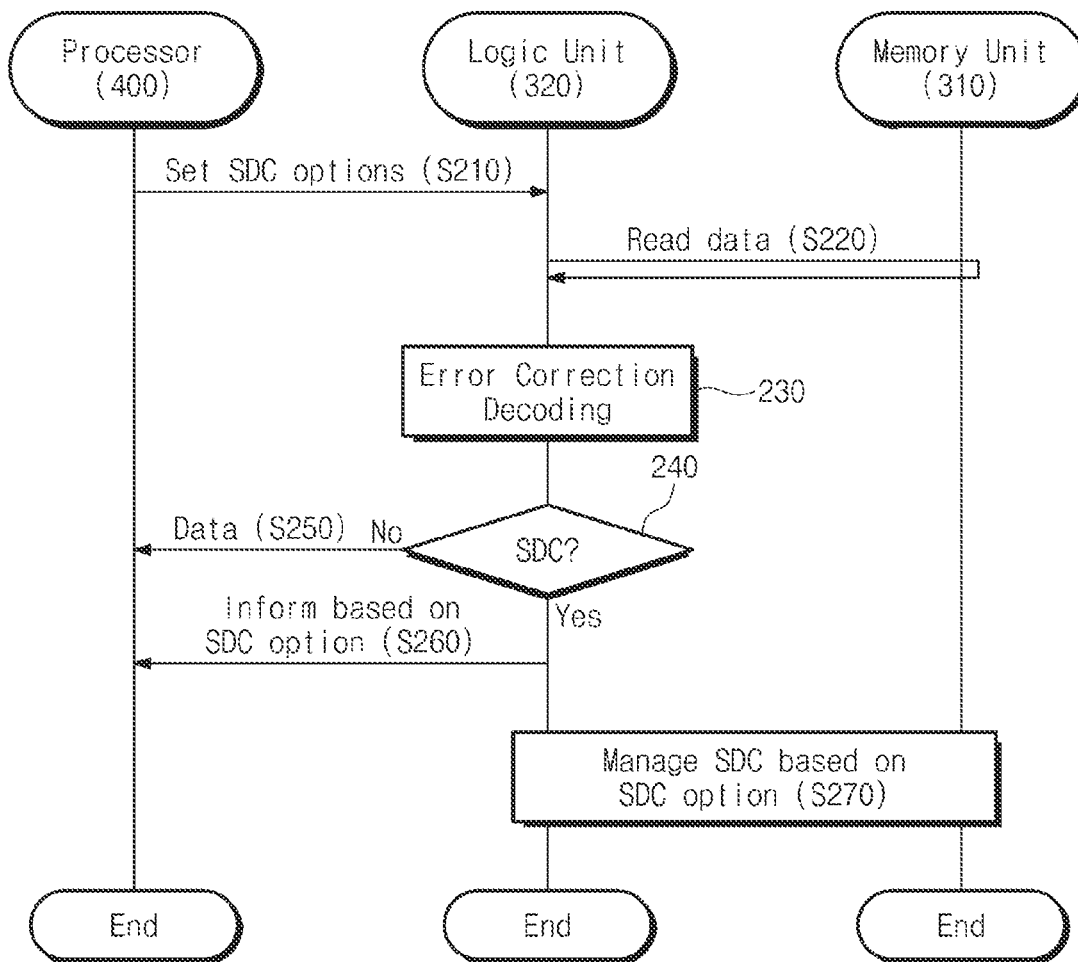 Processor
(400)
Logic Unit
(320)
Memory Unit
(310)
Set SDC options (S210)
Read data (S220)
Error Correction
Decoding
230
240
Data (S250)
No
SDC?
Yes
Inform based on
SDC option (S260)
Manage SDC based on
SDC option (S270)
End
End
End